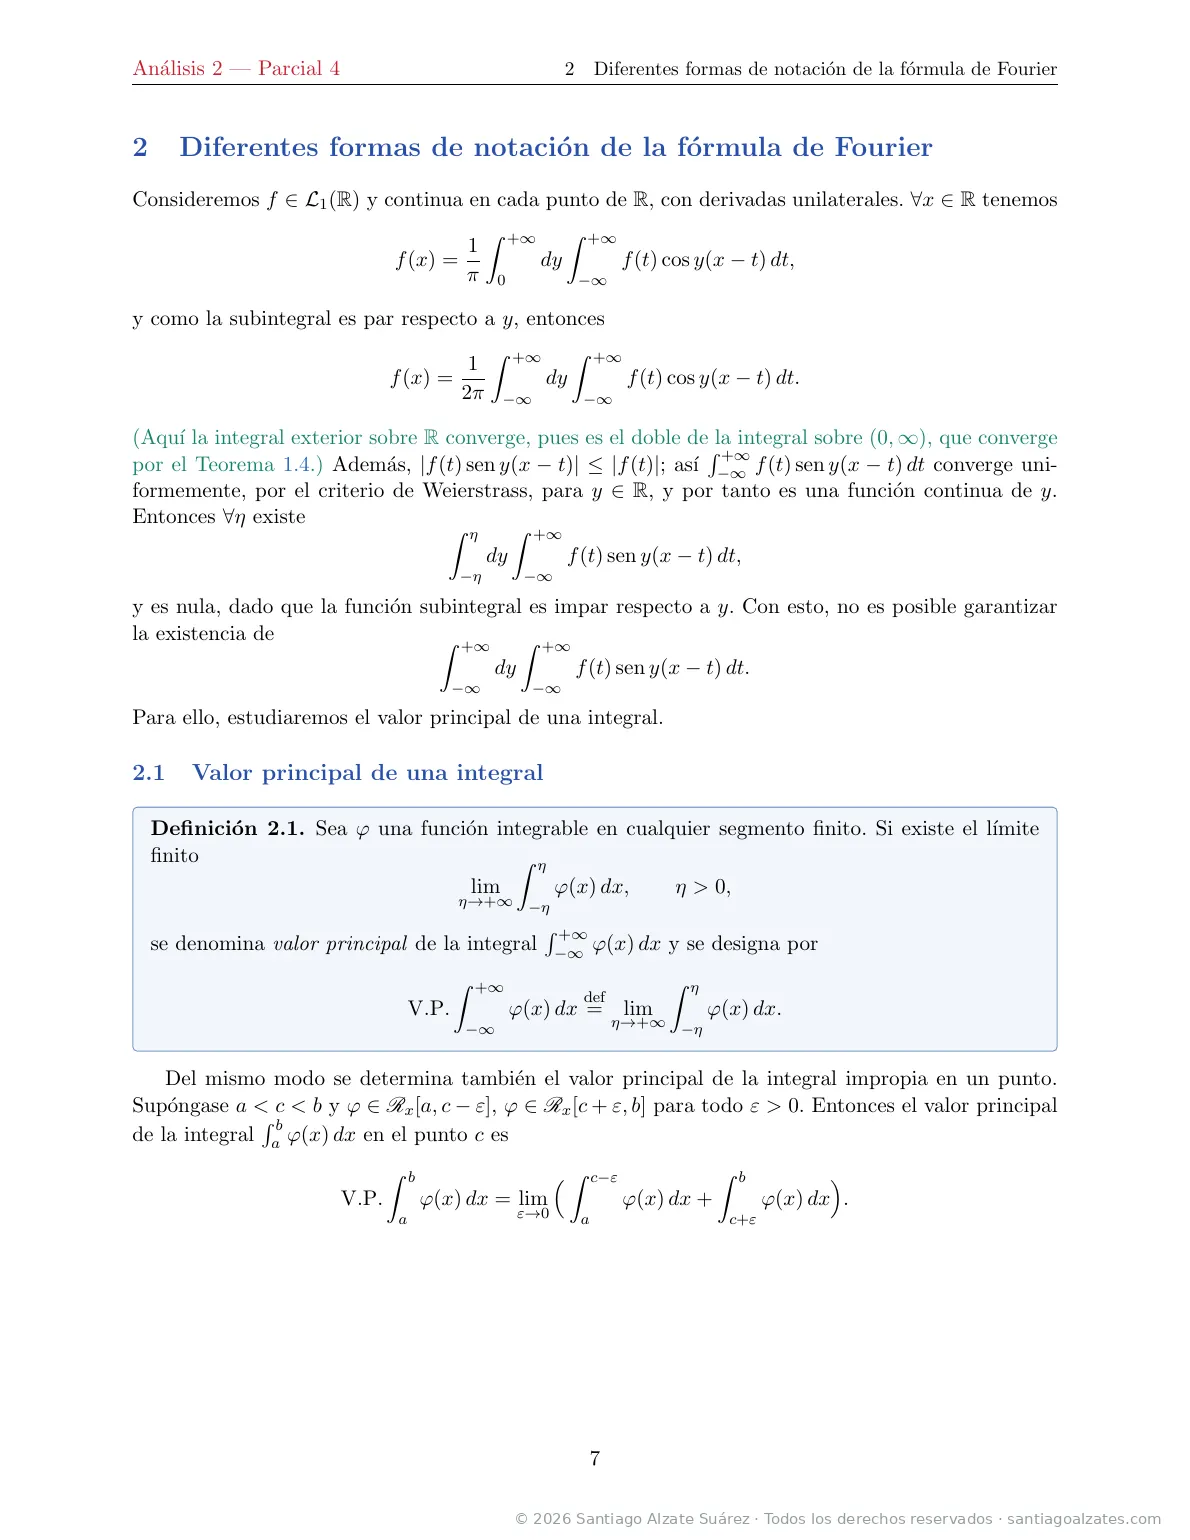 Análisis 2 — Parcial 4 2 Diferentes formas de notación de la fórmula de Fourier
2 Diferentes formas de notación de la fórmula de Fourier
Consideremos f ∈ ℒ₁(ℝ) y continua en cada punto de ℝ, con derivadas unilaterales. ∀x ∈ ℝ tenemos
f(x) = \frac{1}{π} ∫_0^{+∞} dy ∫_{−∞}^{+∞} f(t) cos y(x − t) dt,
y como la subintegral es par respecto a y, entonces
f(x) = \frac{1}{2π} ∫_{−∞}^{+∞} dy ∫_{−∞}^{+∞} f(t) cos y(x − t) dt.
(Aquí la integral exterior sobre ℝ converge, pues es el doble de la integral sobre (0, ∞), que converge
por el Teorema 1.4.) Además, |f(t) sen y(x − t)| ≤ |f(t)|; así ∫_{−∞}^{+∞} f(t) sen y(x − t) dt converge uni-
formemente, por el criterio de Weierstrass, para y ∈ ℝ, y por tanto es una función continua de y.
Entonces ∀η existe
∫_{−η}^{η} dy ∫_{−∞}^{+∞} f(t) sen y(x − t) dt,
y es nula, dado que la función subintegral es impar respecto a y. Con esto, no es posible garantizar
la existencia de
∫_{−∞}^{+∞} dy ∫_{−∞}^{+∞} f(t) sen y(x − t) dt.
Para ello, estudiaremos el valor principal de una integral.
2.1 Valor principal de una integral
Definición 2.1. Sea φ una función integrable en cualquier segmento finito. Si existe el límite
finito
lim_{η→+∞} ∫_{−η}^{η} φ(x) dx, η > 0,
se denomina valor principal de la integral ∫_{−∞}^{+∞} φ(x) dx y se designa por
V.P. ∫_{−∞}^{+∞} φ(x) dx \overset{def}{=} lim_{η→+∞} ∫_{−η}^{η} φ(x) dx.
Del mismo modo se determina también el valor principal de la integral impropia en un punto.
Supóngase a < c < b y φ ∈ ℛₓ[a, c − ε], φ ∈ ℛₓ[c + ε, b] para todo ε > 0. Entonces el valor principal
de la integral ∫_a^b φ(x) dx en el punto c es
V.P. ∫_a^b φ(x) dx = lim_{ε→0} ( ∫_a^{c−ε} φ(x) dx + ∫_{c+ε}^b φ(x) dx ).
7
© 2026 Santiago Alzate Suárez · Todos los derechos reservados · santiagoalzates.com